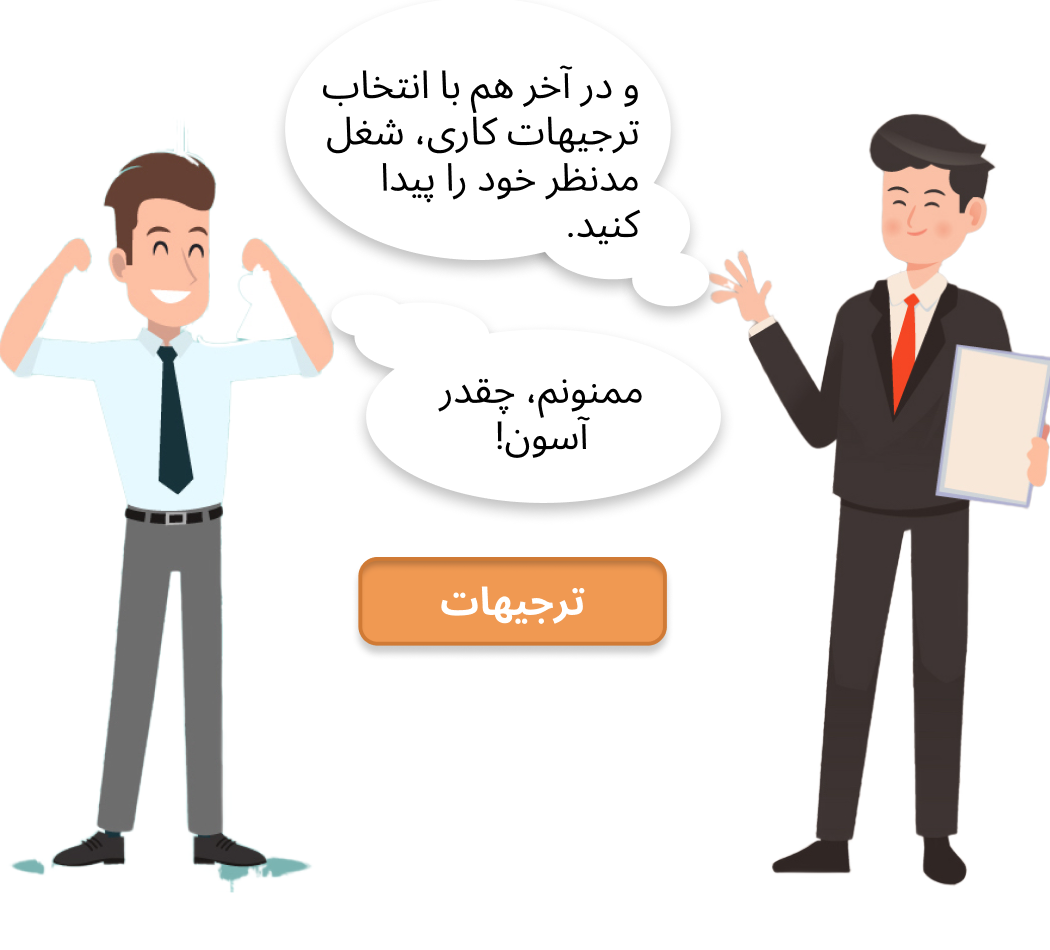 و در آخر هم با انتخاب
ترجیهات کاری، شغل
مدنظر خود را پیدا
کنید.
ممنونم، چقدر
آسون!
ترجیهات